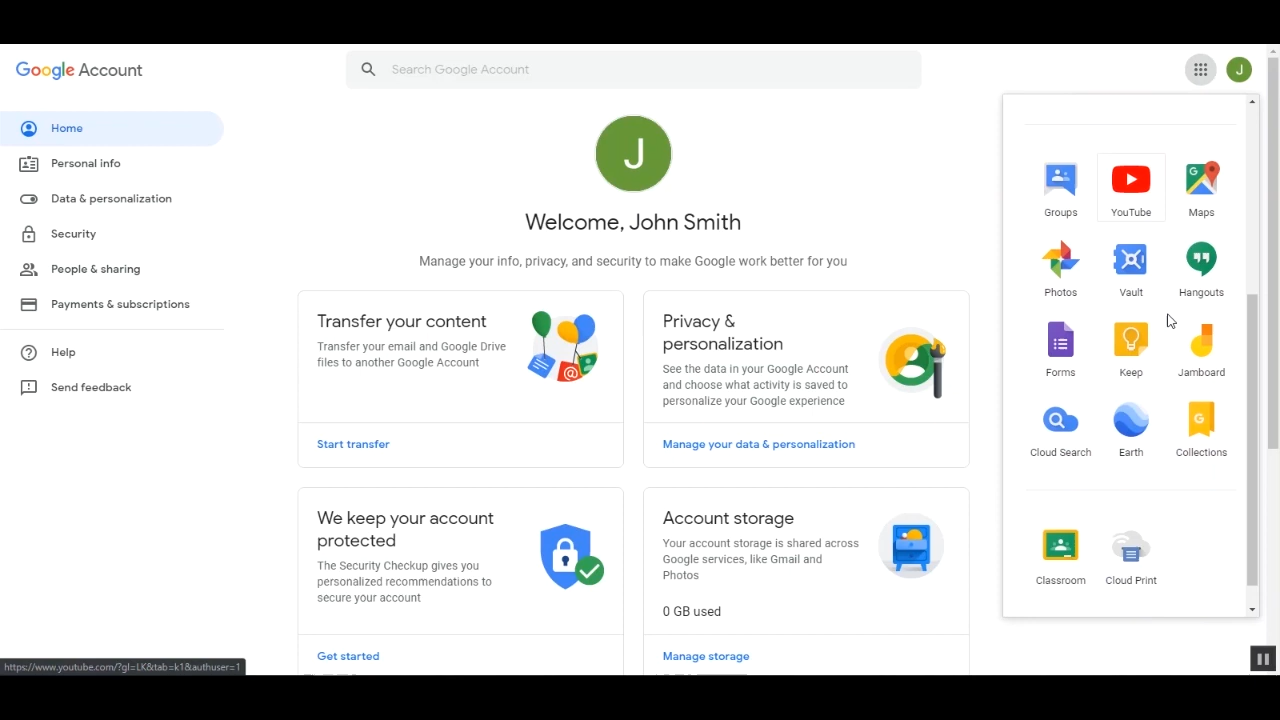 Google Account
Search Google Account
J
Home
Personal info
Data & personalization
Security
People & sharing
Payments & subscriptions
Help
Send feedback
J
Welcome, John Smith
Manage your info, privacy, and security to make Google work better for you
Transfer your content
Transfer your email and Google Drive
files to another Google Account
Start transfer
Privacy &
personalization
See the data in your Google Account
and choose what activity is saved to
personalize your Google experience
Manage your data & personalization
We keep your account
protected
The Security Checkup gives you
personalized recommendations to
secure your account
Get started
Account storage
Your account storage is shared across
Google services, like Gmail and
Photos
0 GB used
Manage storage
G
Groups YouTube Maps
Photos Vault Hangouts
Forms Keep Jamboard
G
Cloud Search Earth Collections
Classroom Cloud Print
https://www.youtube.com/?gl=LK&tab=k1&authuser=1